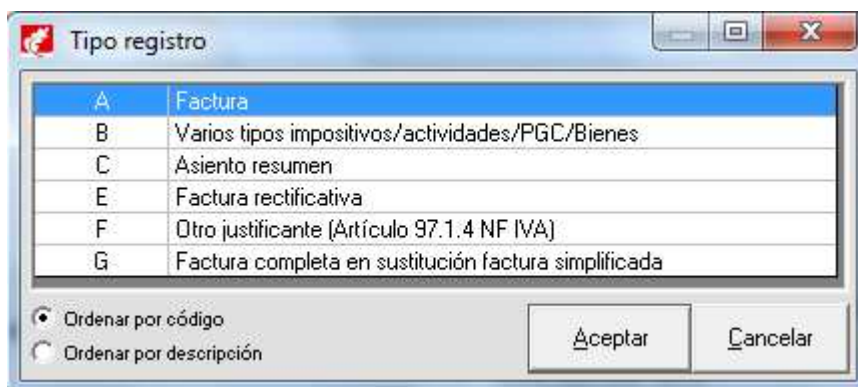 Tipo registro
A Factura
B Varios tipos impositivos/actividades/PGC/Bienes
C Asiento resumen
E Factura rectificativa
F Otro justificante (Artículo 97.1.4 NF IVA)
G Factura completa en sustitución factura simplificada
Ordenar por código
Ordenar por descripción
Aceptar
Cancelar